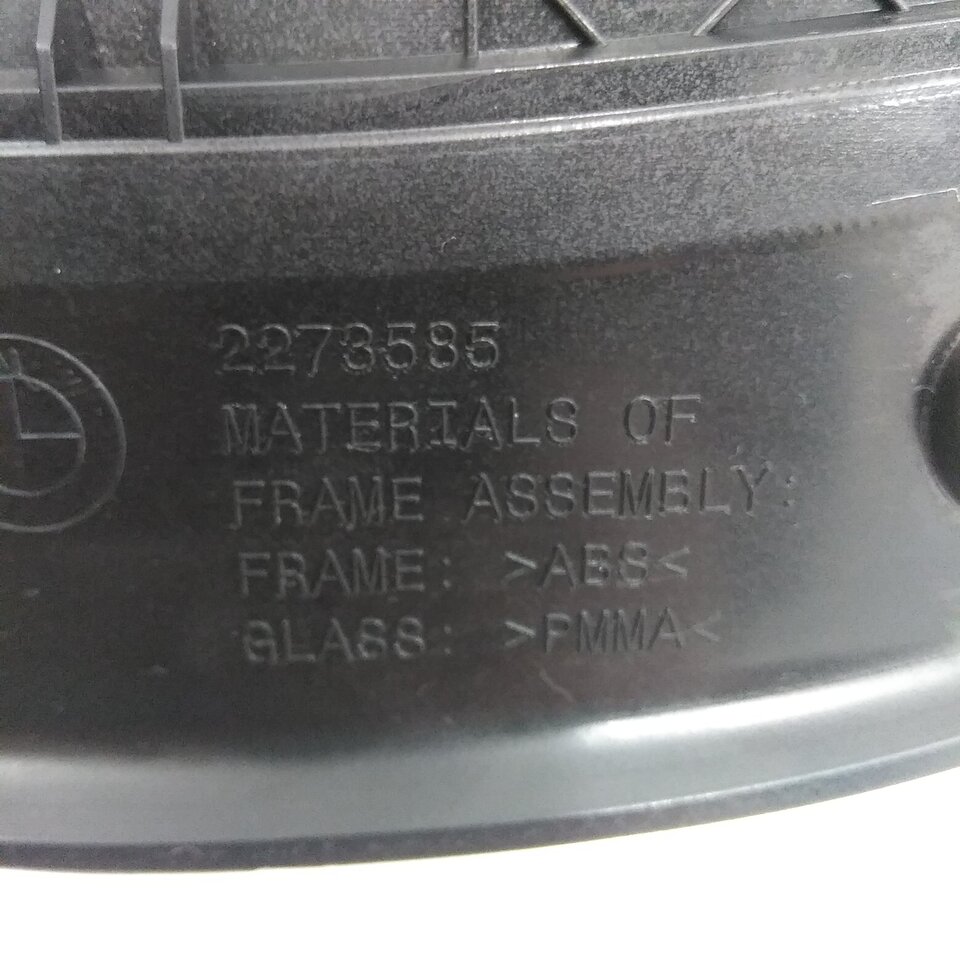 2273585
MATERIALS OF
FRAME ASSEMBLY:
FRAME: >ABS<
GLASS: >PMMA<